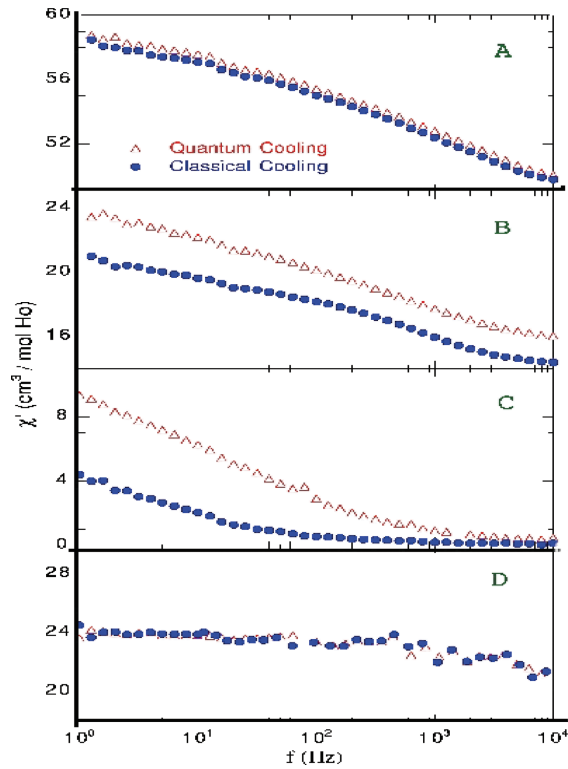 60
A
56
52
Quantum Cooling
Classical Cooling
24
B
20
16
χ' (cm³ / mol Ho)
C
8
4
0
28
D
24
20
10⁰ 10¹ 10² 10³ 10⁴
f (Hz)